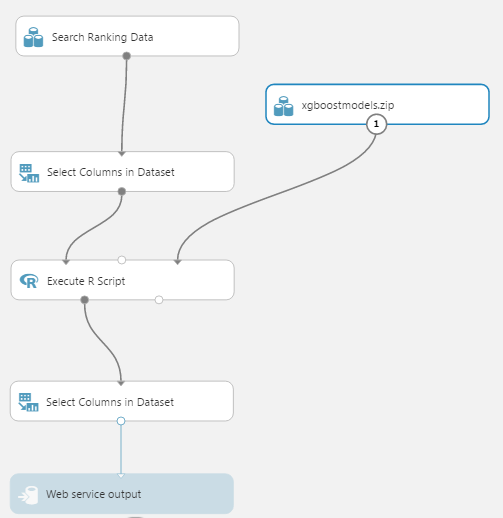 Search Ranking Data
xgboostmodels.zip
1
Select Columns in Dataset
Execute R Script
Select Columns in Dataset
Web service output